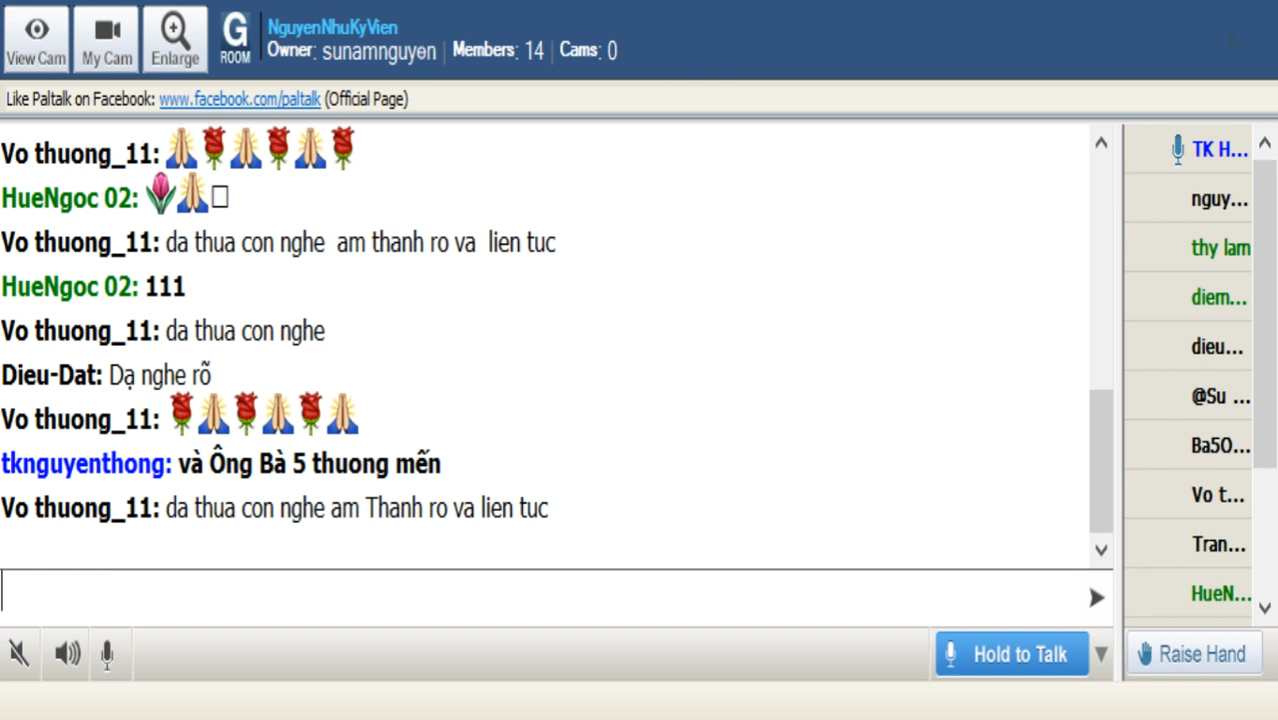 NguyenNhuKyVien
View Cam My Cam Enlarge G ROOM Owner: sunamnguyen | Members: 14 | Cams: 0
Like Paltalk on Facebook: www.facebook.com/paltalk (Official Page)
Vo thuong_11: 🙏🌹🙏🌹🙏🌹
HueNgoc 02: 🌷🙏□
Vo thuong_11: da thua con nghe am thanh ro va lien tuc
HueNgoc 02: 111
Vo thuong_11: da thua con nghe
Dieu-Dat: Dạ nghe rõ
Vo thuong_11: 🌹🙏🌹🙏🌹🙏
tknguyenthong: và Ông Bà 5 thuong mến
Vo thuong_11: da thua con nghe am Thanh ro va lien tuc
TK H...
nguy...
thy lam
diem...
dieu...
@Su ...
Ba5O...
Vo t...
Tran...
HueN...
Hold to Talk
Raise Hand